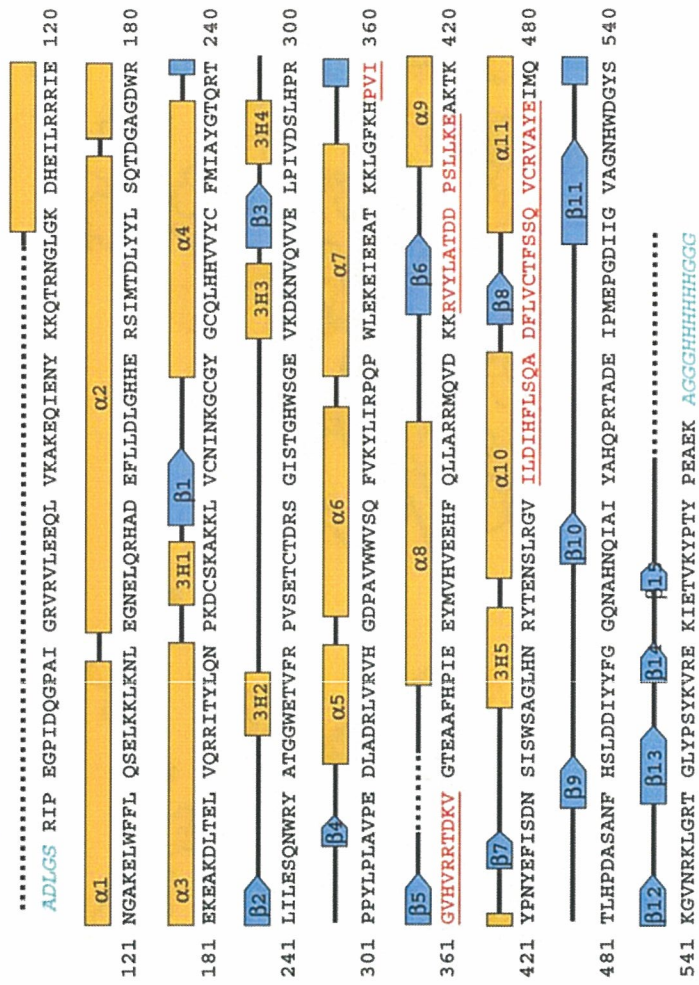 ADLGS RIP EGPIDQGPAI GRVRVLEEQL VKAKEQIENY KKQTRNGLGK DHEILRRRIE 120
α1 α2
121 NGAKELWFFL QSELKKLKNL EGNELQRHAD EFLLDLGHHE RSIMTDLYYL SQTDGAGDWR 180
α3 3H1 β1 α4
181 EKEAKDLTEL VQRRITYLQN PKDCSKAKKL VCNINKGCGY GCQLHHVVYC FMIAYGTQRT 240
β2 3H2 3H3 β3 3H4
241 LILESQNWRY ATGGWETVFR PVSETCTDRS GISTGHWSGE VKDKNVQVVE LPIVDSLHPR 300
β4 α5 α6 α7
301 PPYLPLAVPE DLADRLVRVH GDPAVWWVSQ FVKYLIRPQP WLEKEIEEAT KKLGFKHPVI 360
β5 α8 β6 α9
361 GVHVRRTDKV GTEAAFHPIE EYMVHVEEHF QLLARRMQVD KKRVYLATDD PSLLKEAKTK 420
β7 3H5 α10 β8 α11
421 YPNYEFISDN SISWSAGLHN RYTENSLRGV ILDIHFLSQA DFLVCTFSSQ VCRVAYEIMQ 480
β9 β10 β11
481 TLHPDASANF HSLDDIYYFG GQNAHNQIAI YAHQPRTADE IPMEPGDIIG VAGNHWDGYS 540
β12 β13 β14 β15
541 KGVNRKLGRT GLYPSYKVRE KIETVKYPTY PEAEK AGGGHHHHHHGGG